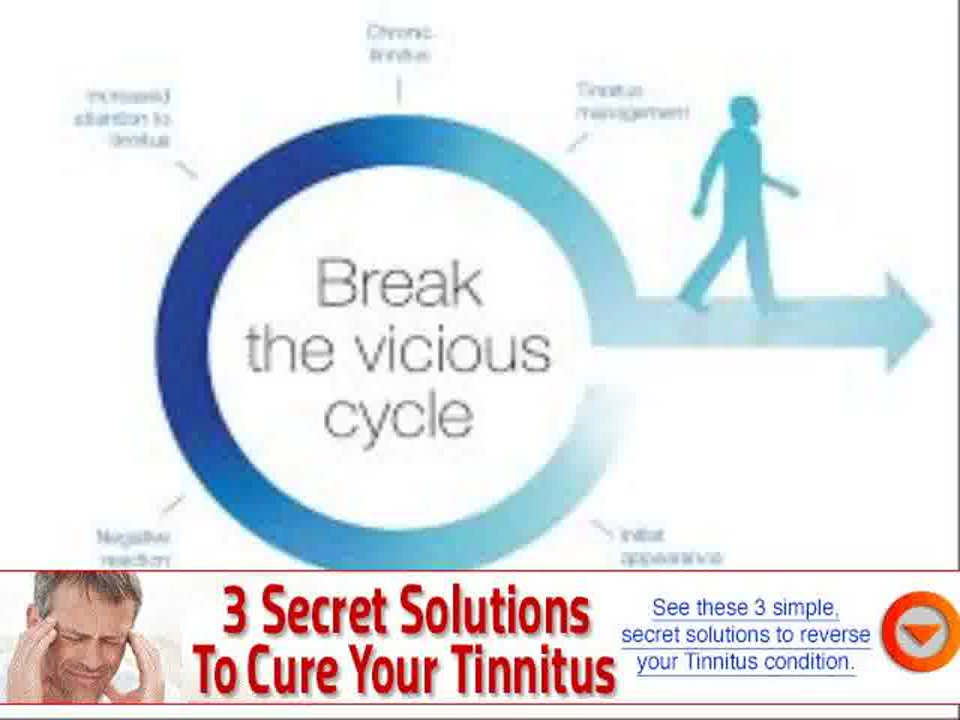 Chronic
tinnitus
Increased
attention to
tinnitus
Tinnitus
management
Break
the vicious
cycle
Negative
reaction
Initial
appearance
3 Secret Solutions
To Cure Your Tinnitus
See these 3 simple,
secret solutions to reverse
your Tinnitus condition.